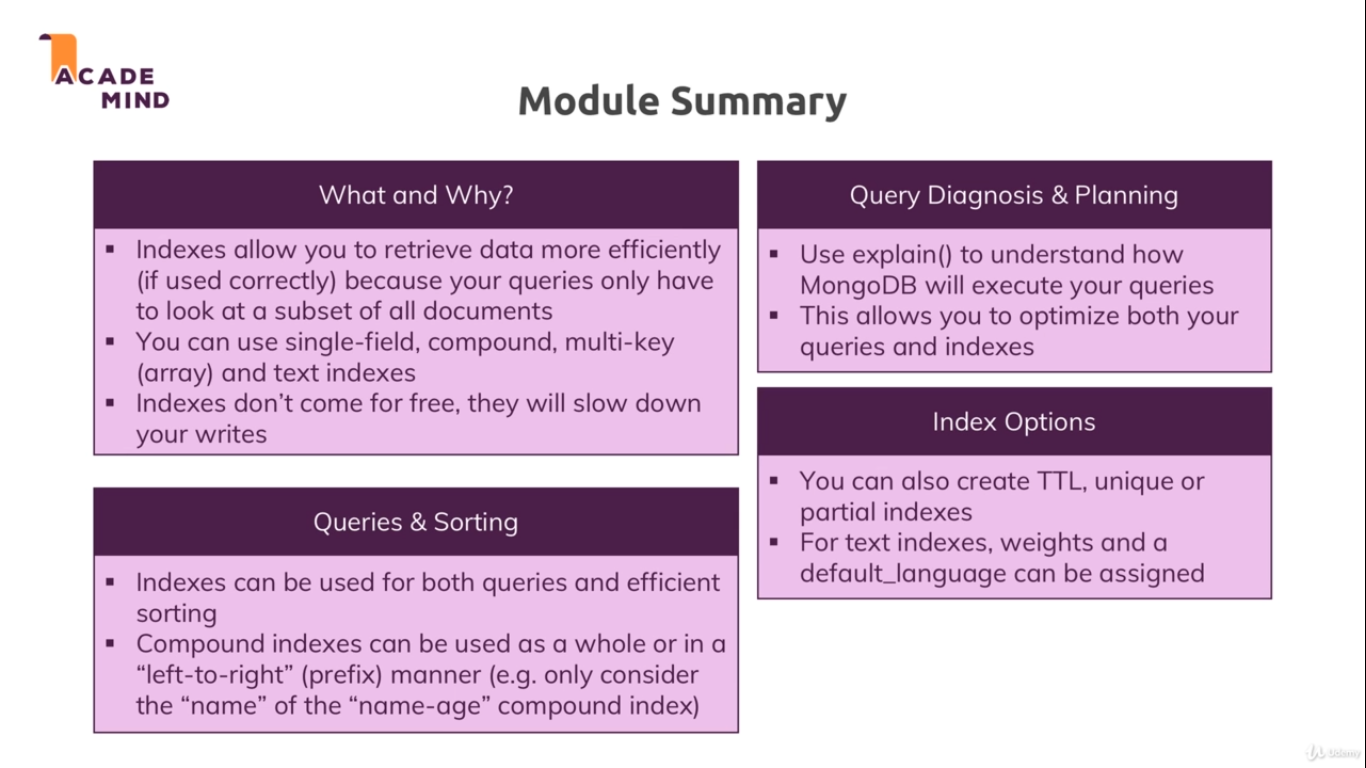 ACADE
MIND
Module Summary
What and Why?
▪ Indexes allow you to retrieve data more efficiently
(if used correctly) because your queries only have
to look at a subset of all documents
▪ You can use single-field, compound, multi-key
(array) and text indexes
▪ Indexes don’t come for free, they will slow down
your writes
Queries & Sorting
▪ Indexes can be used for both queries and efficient
sorting
▪ Compound indexes can be used as a whole or in a
“left-to-right” (prefix) manner (e.g. only consider
the “name” of the “name-age” compound index)
Query Diagnosis & Planning
▪ Use explain() to understand how
MongoDB will execute your queries
▪ This allows you to optimize both your
queries and indexes
Index Options
▪ You can also create TTL, unique or
partial indexes
▪ For text indexes, weights and a
default_language can be assigned
Udemy